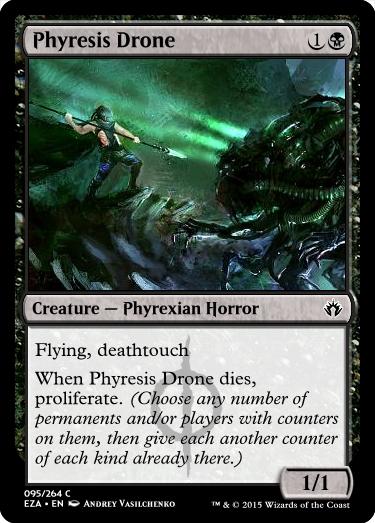 Phyresis Drone 1
Creature — Phyrexian Horror
Flying, deathtouch
When Phyresis Drone dies,
proliferate. (Choose any number of
permanents and/or players with counters
on them, then give each another counter
of each kind already there.)
1/1
095/264 C
EZA • EN Andrey Vasilchenko ™ & © 2015 Wizards of the Coast